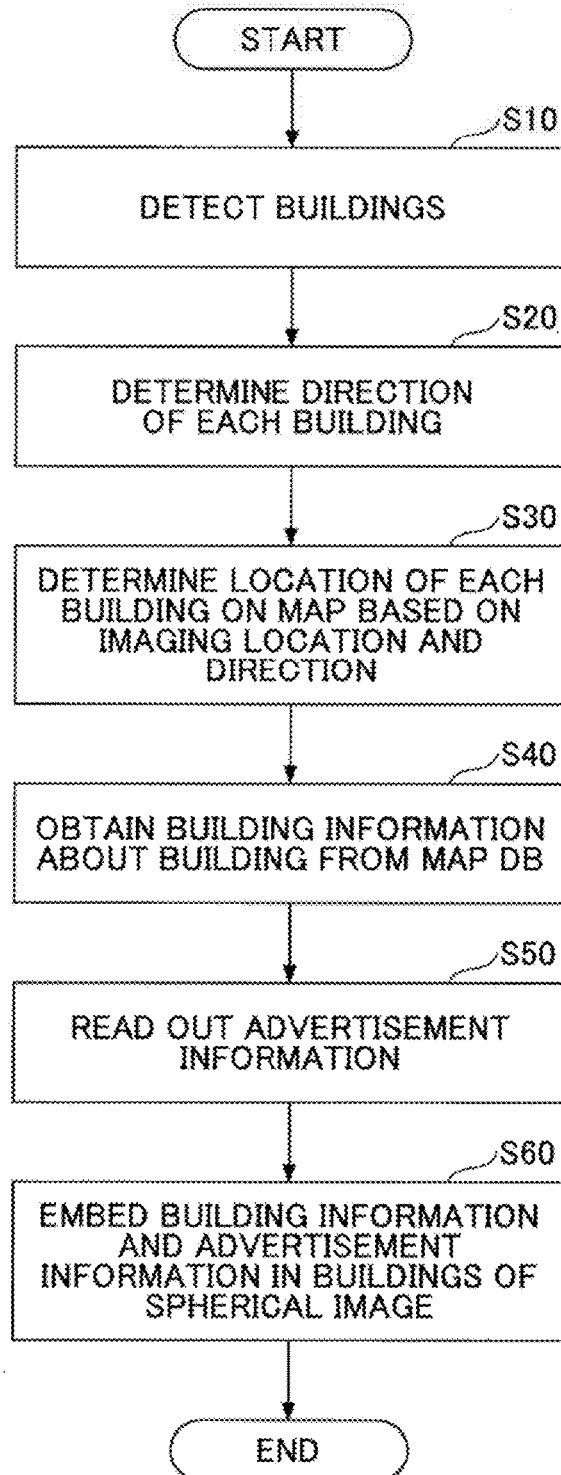 START
S10
DETECT BUILDINGS
S20
DETERMINE DIRECTION
OF EACH BUILDING
S30
DETERMINE LOCATION OF EACH
BUILDING ON MAP BASED ON
IMAGING LOCATION AND
DIRECTION
S40
OBTAIN BUILDING INFORMATION
ABOUT BUILDING FROM MAP DB
S50
READ OUT ADVERTISEMENT
INFORMATION
S60
EMBED BUILDING INFORMATION
AND ADVERTISEMENT
INFORMATION IN BUILDINGS OF
SPHERICAL IMAGE
END